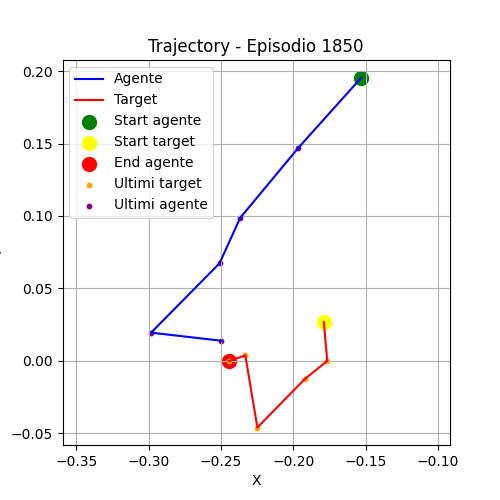 Trajectory - Episodio 1850
Agente
Target
Start agente
Start target
End agente
Ultimi target
Ultimi agente
0.20
0.15
0.10
0.05
0.00
−0.05
−0.35
−0.30
−0.25
−0.20
−0.15
−0.10
X